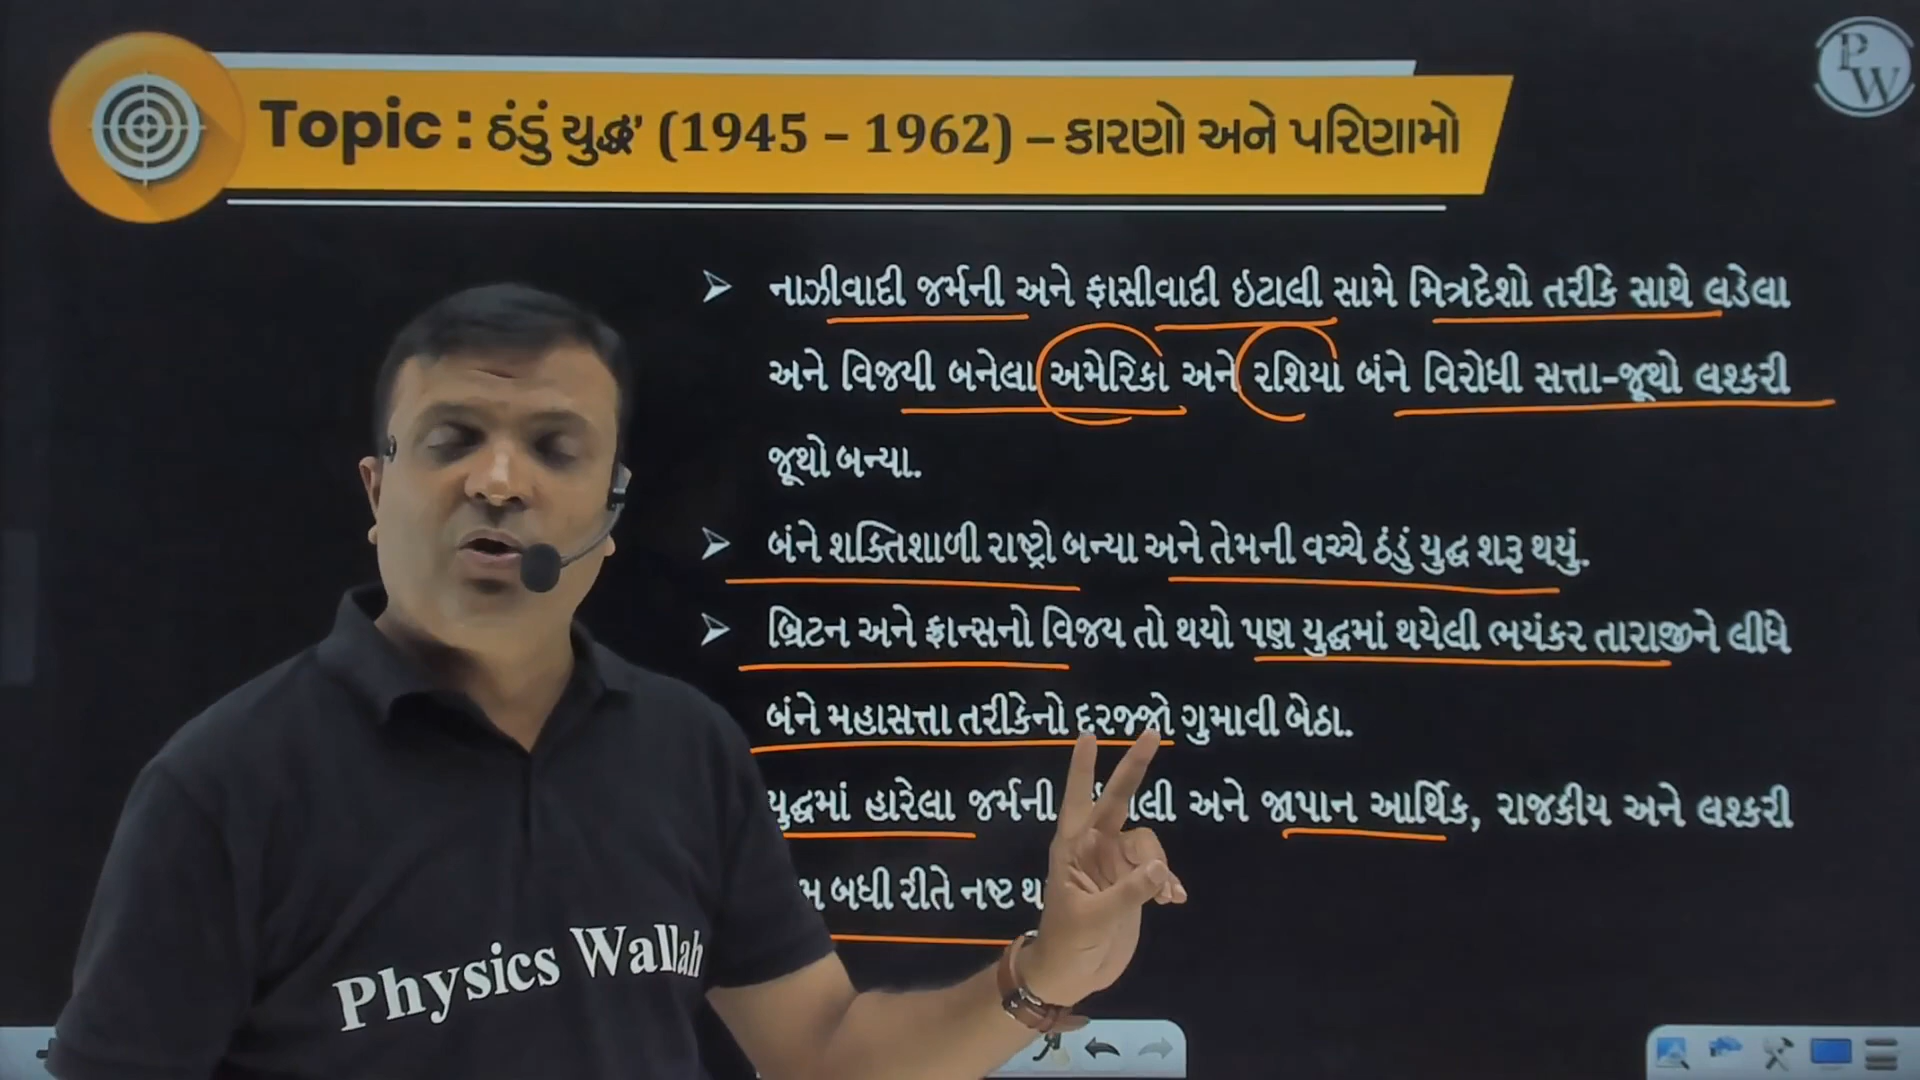 PW
Topic : ઠંડું યુદ્ધ’ (1945 – 1962) – કારણો અને પરિણામો
નાઝીવાદી જર્મની અને ફાસીવાદી ઇટાલી સામે મિત્રદેશો તરીકે સાથે લડેલા
અને વિજયી બનેલા અમેરિકા અને રશિયા બંને વિરોધી સત્તા-જૂથો લશ્કરી
જૂથો બન્યા.
બંને શક્તિશાળી રાષ્ટ્રો બન્યા અને તેમની વચ્ચે ઠંડું યુદ્ધ શરૂ થયું.
બ્રિટન અને ફ્રાન્સનો વિજય તો થયો પણ યુદ્ધમાં થયેલી ભયંકર તારાજીને લીધે
બંને મહાસત્તા તરીકેનો દરજ્જો ગુમાવી બેઠા.
યુદ્ધમાં હારેલા જર્મની અને જાપાન આર્થિક, રાજકીય અને લશ્કરી
બધી રીતે નષ્ટ
Physics Wallah